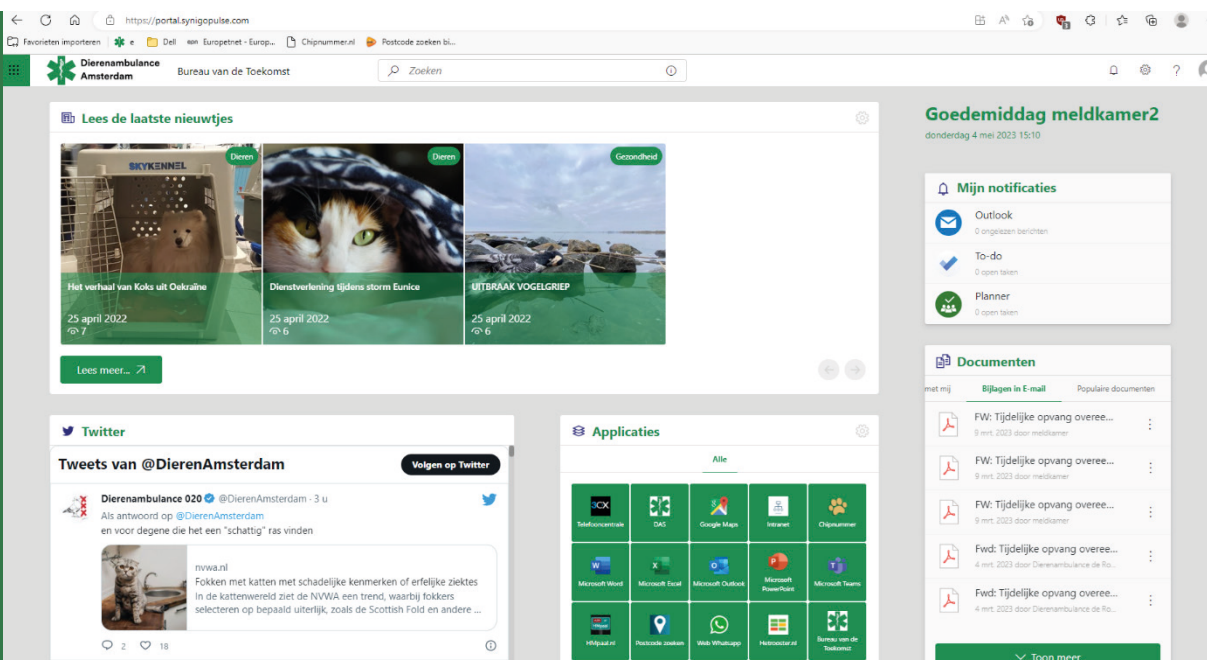 https://portal.synigopulse.com
Favorieten importeren
e
Dell
Europetnet - Europ...
Chipnummer.nl
Postcode zoeken bi...
Dierenambulance
Amsterdam
Bureau van de Toekomst
Zoeken
Lees de laatste nieuwtjes
SKYKENNEL
Dieren
Het verhaal van Koks uit Oekraïne
25 april 2022
7
Dieren
Dienstverlening tijdens storm Eunice
25 april 2022
6
Gezondheid
UITBRAAK VOGELGRIEP
25 april 2022
6
Lees meer...
Goedemiddag meldkamer2
donderdag 4 mei 2023 15:10
Mijn notificaties
Outlook
0 ongelezen berichten
To-do
0 open taken
Planner
0 open taken
Documenten
met mij
Bijlagen in E-mail
Populaire documenten
FW: Tijdelijke opvang overee...
9 mrt. 2023 door meldkamer
FW: Tijdelijke opvang overee...
9 mrt. 2023 door meldkamer
FW: Tijdelijke opvang overee...
9 mrt. 2023 door meldkamer
Fwd: Tijdelijke opvang overee...
4 mrt. 2023 door Dierenambulance de Ro...
Fwd: Tijdelijke opvang overee...
4 mrt. 2023 door Dierenambulance de Ro...
Toon meer
Twitter
Tweets van @DierenAmsterdam
Volgen op Twitter
Dierenambulance 020 @DierenAmsterdam · 3 u
Als antwoord op @DierenAmsterdam
en voor degene die het een "schattig" ras vinden
nvwa.nl
Fokken met katten met schadelijke kenmerken of erfelijke ziektes
In de kattenwereld ziet de NVWA een trend, waarbij fokkers
selecteren op bepaald uiterlijk, zoals de Scottish Fold en andere ...
2
18
Applicaties
Alle
3CX
Telefooncentrale
DAS
Google Maps
Intranet
Chipnummer
Microsoft Word
Microsoft Excel
Microsoft Outlook
Microsoft
PowerPoint
Microsoft Teams
HMpaal.nl
Postcode zoeken
Web Whatsapp
Hetrooster.nl
Bureau van de
Toekomst